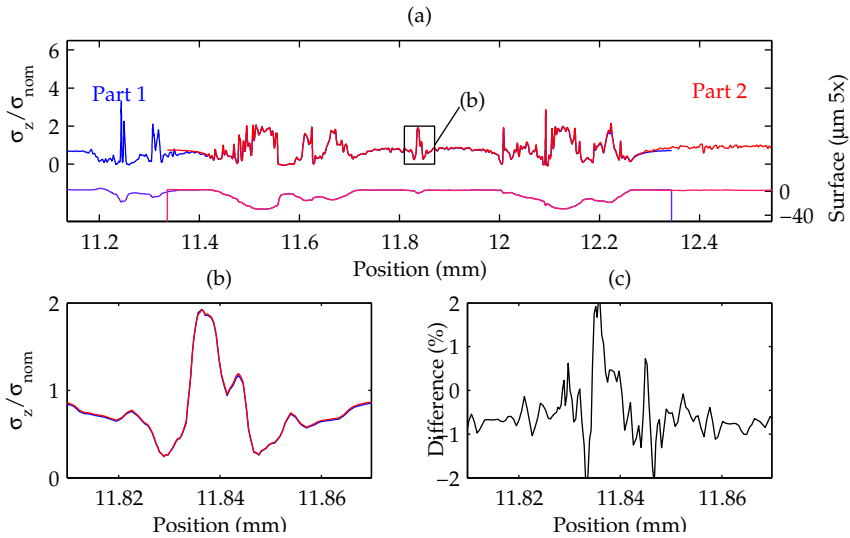 (a)
6
4
2
0
σz/σnom
Part 1
Part 2
(b)
0
−40
Surface (µm 5x)
11.2
11.4
11.6
11.8
12
12.2
12.4
Position (mm)
(b)
2
1
0
σz/σnom
11.82
11.84
11.86
Position (mm)
(c)
2
1
0
−1
−2
Difference (%)
11.82
11.84
11.86
Position (mm)